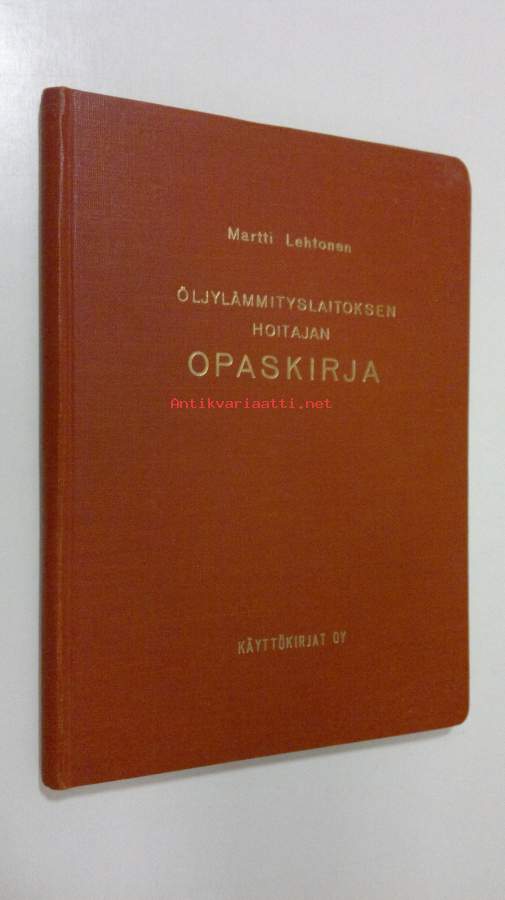 Martti Lehtonen
ÖLJYLÄMMITYSLAITOKSEN
HOITAJAN
OPASKIRJA
Antikvariaatti.net
KÄYTTÖKIRJAT OY